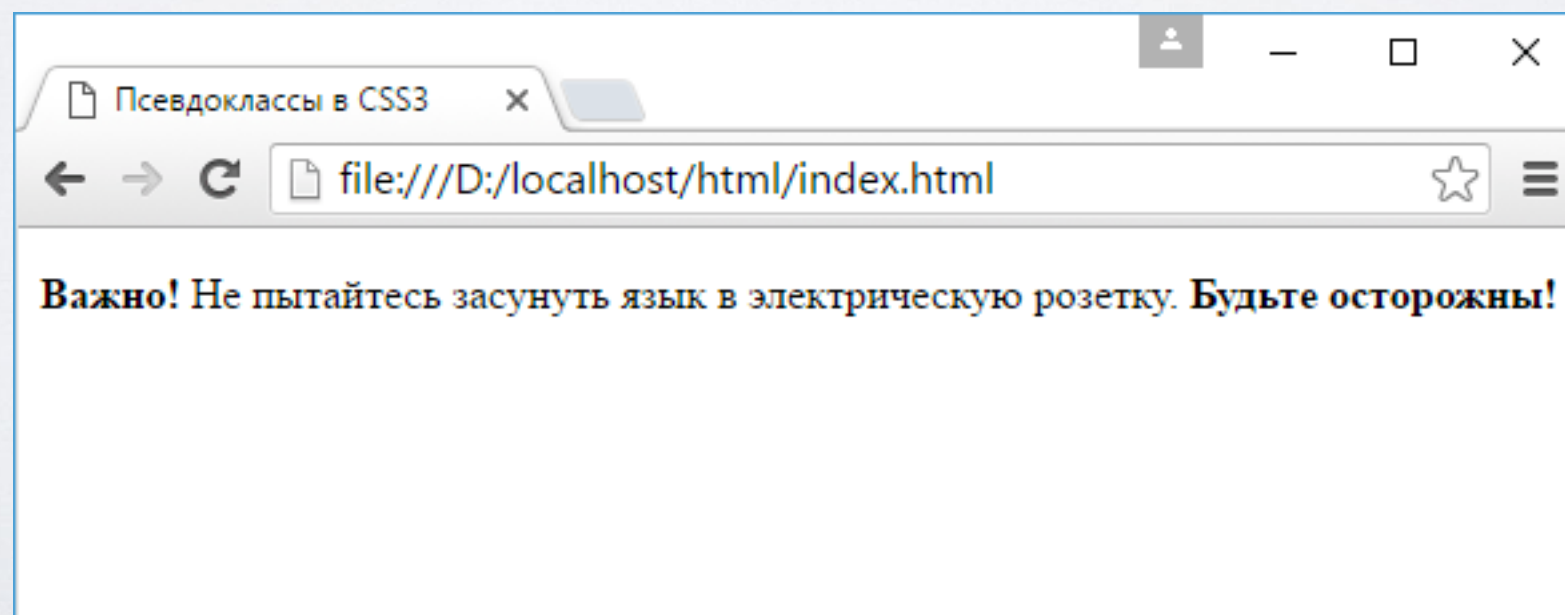 Псевдоклассы в CSS3
file:///D:/localhost/html/index.html
Важно! Не пытайтесь засунуть язык в электрическую розетку. Будьте осторожны!